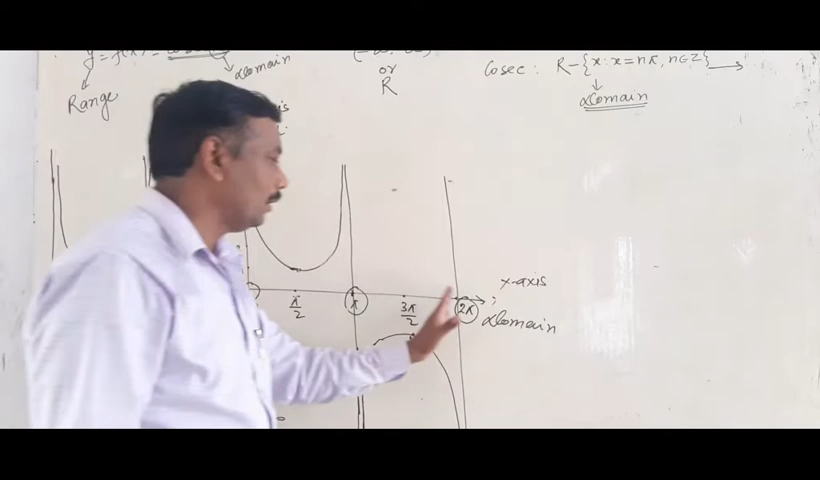 y = f(x) =
Domain
Range
or
R
Cosec : R - {x : x = nπ, n∈Z}
Domain
π/2
π
3π/2
2π
x-axis
Domain